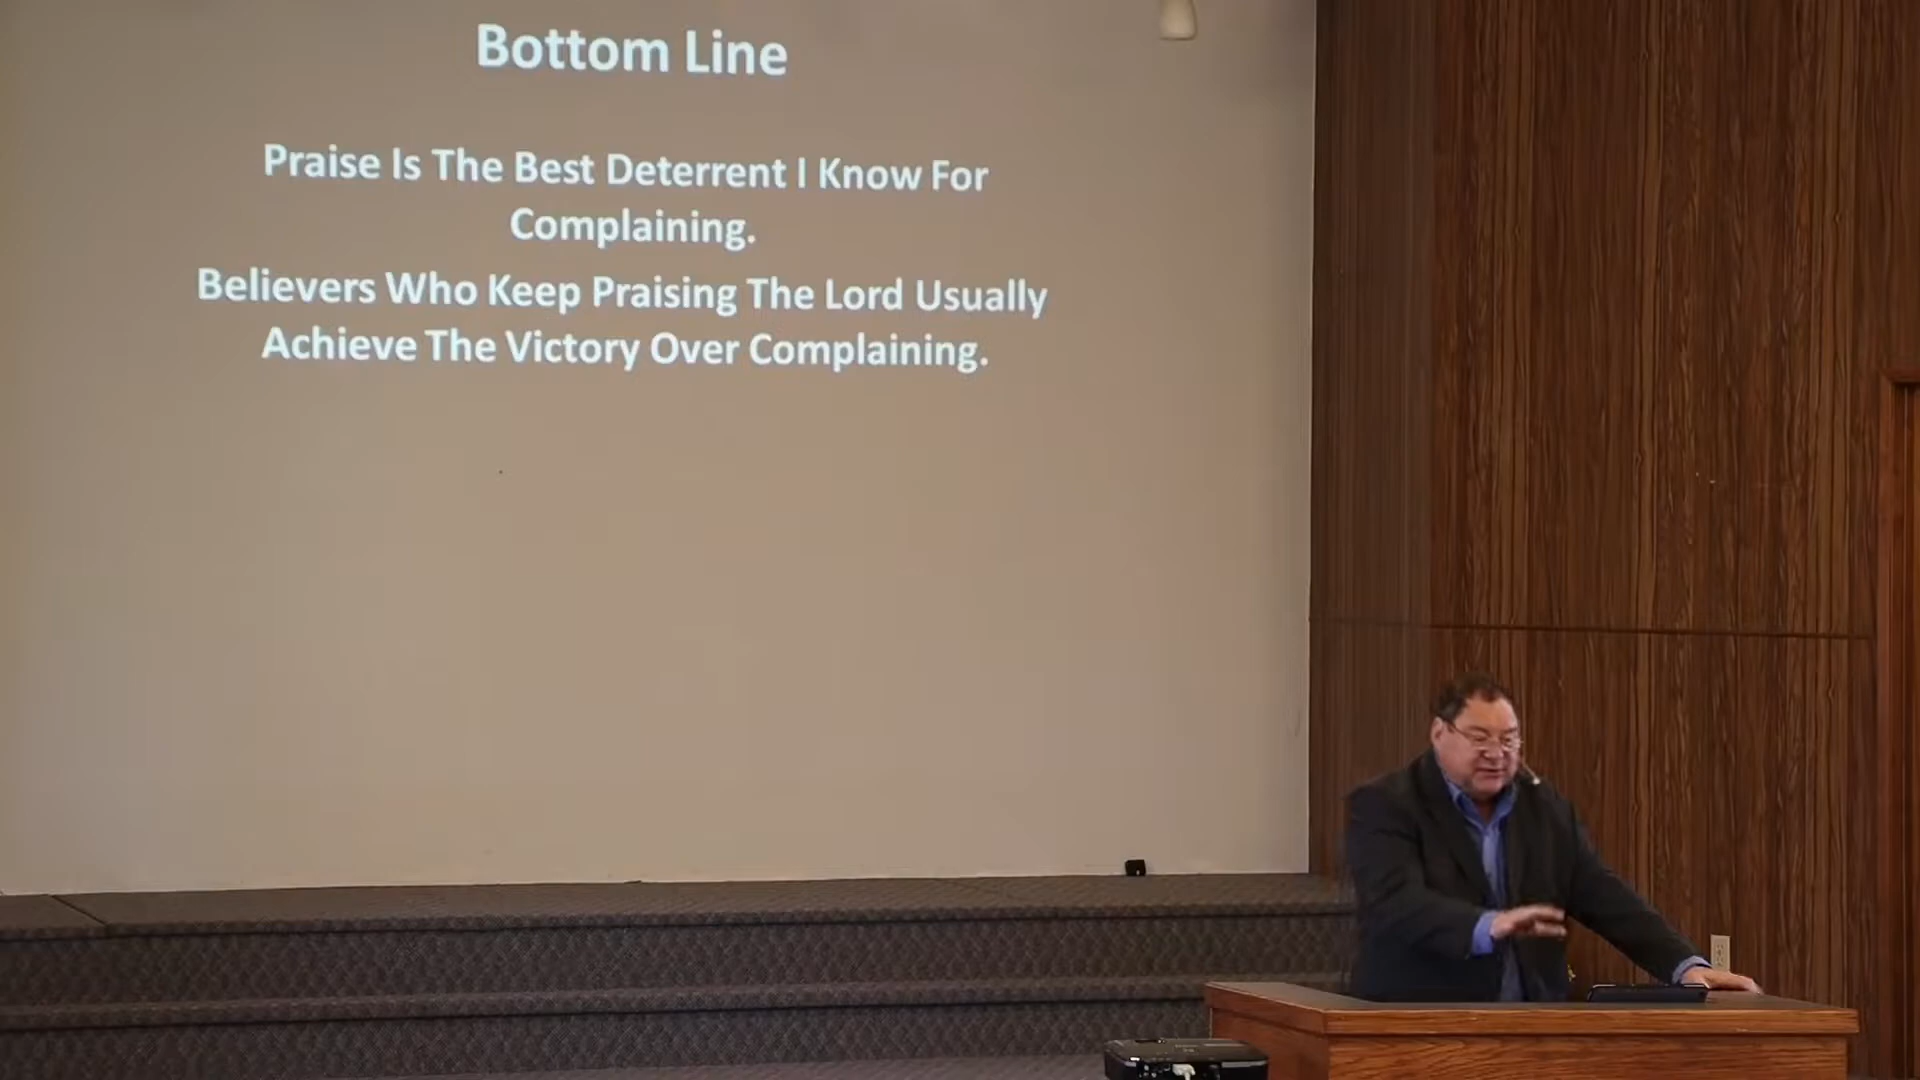 Bottom Line
Praise Is The Best Deterrent I Know For
Complaining.
Believers Who Keep Praising The Lord Usually
Achieve The Victory Over Complaining.